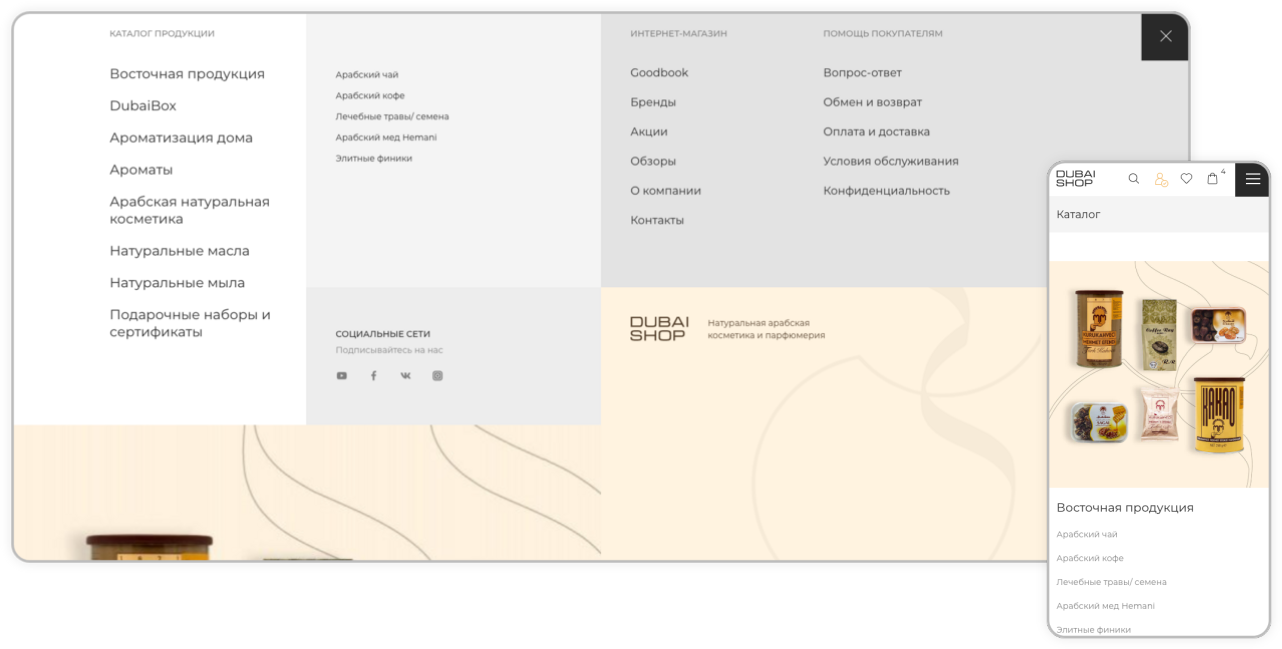 КАТАЛОГ ПРОДУКЦИИ
Восточная продукция
DubaiBox
Ароматизация дома
Ароматы
Арабская натуральная
косметика
Натуральные масла
Натуральные мыла
Подарочные наборы и
сертификаты
Арабский чай
Арабский кофе
Лечебные травы/ семена
Арабский мед Hemani
Элитные финики
СОЦИАЛЬНЫЕ СЕТИ
Подписывайтесь на нас
ИНТЕРНЕТ-МАГАЗИН
Goodbook
Бренды
Акции
Обзоры
О компании
Контакты
ПОМОЩЬ ПОКУПАТЕЛЯМ
Вопрос-ответ
Обмен и возврат
Оплата и доставка
Условия обслуживания
Конфиденциальность
DUBAI
SHOP
Натуральная арабская
косметика и парфюмерия
DUBAI
SHOP
4
Каталог
KAKAO
Восточная продукция
Арабский чай
Арабский кофе
Лечебные травы/ семена
Арабский мед Hemani
Элитные финики